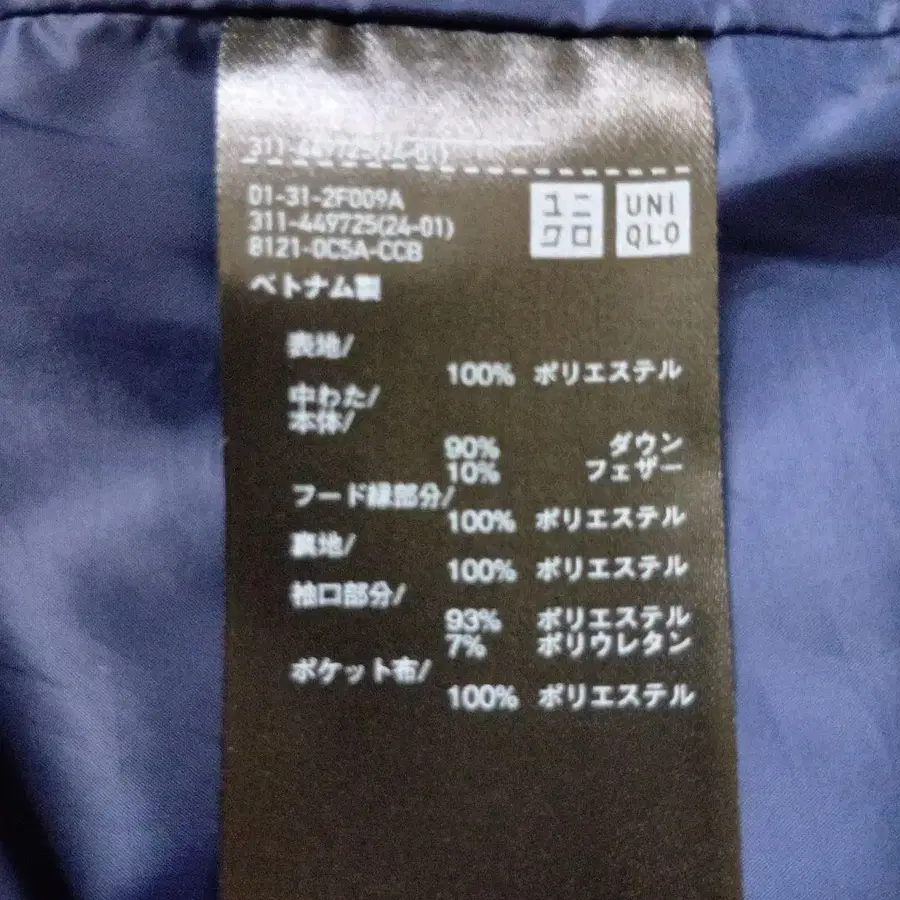 01-31-2F009A
311-449725(24-01)
8121-0C5A-CCB
ユニ
クロ
UNI
QLO
ベトナム製
表地/
100% ポリエステル
中わた/
本体/
90% ダウン
10% フェザー
フード縁部分/
100% ポリエステル
裏地/
100% ポリエステル
袖口部分/
93% ポリエステル
7% ポリウレタン
ポケット布/
100% ポリエステル